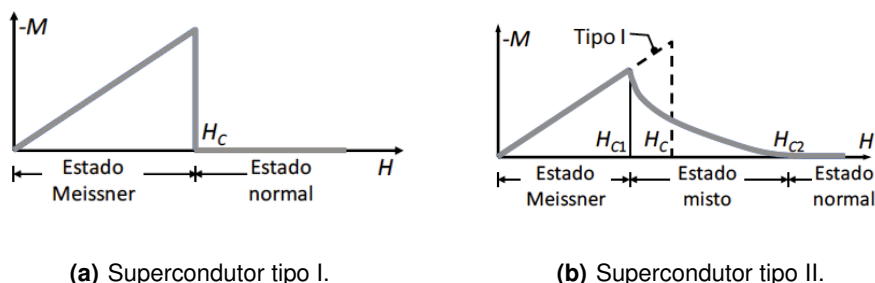 -M
H_C
H
Estado Meissner
Estado normal
(a) Supercondutor tipo I.
-M
Tipo I
H_C1
H_C
H_C2
H
Estado Meissner
Estado misto
Estado normal
(b) Supercondutor tipo II.